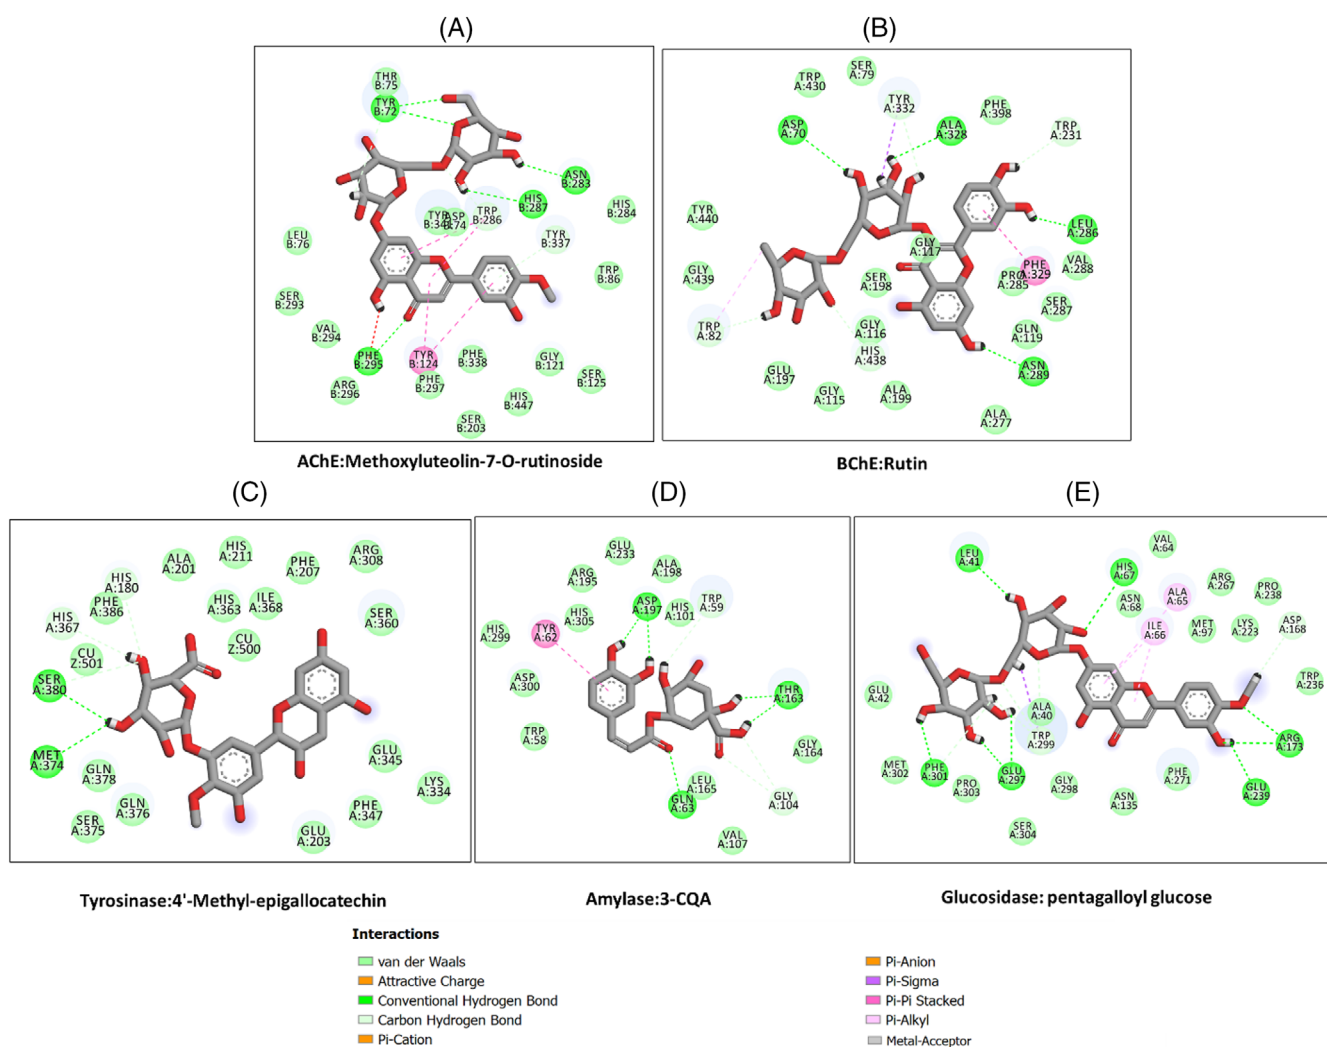 (A)
(B)
THR
B:75
TYR
B:72
ASN
B:283
HIS
B:287
HIS
B:284
ASP
B:74
TRP
B:286
TYR
B:337
LEU
B:76
TRP
B:86
SER
B:293
VAL
B:294
PHE
B:295
TYR
B:124
PHE
B:338
GLY
B:121
SER
B:125
ARG
B:296
PHE
B:297
HIS
B:447
SER
B:203
SER
A:79
TRP
A:430
TYR
A:332
PHE
A:398
ASP
A:70
ALA
A:328
TRP
A:231
TYR
A:440
LEU
A:286
GLY
A:117
GLY
A:439
SER
A:198
PRO
A:285
PHE
A:329
VAL
A:288
SER
A:287
TRP
A:82
GLY
A:116
HIS
A:438
GLN
A:119
GLU
A:197
ASN
A:289
GLY
A:115
ALA
A:199
ALA
A:277
AChE:Methoxyluteolin-7-O-rutinoside
BChE:Rutin
(C)
(D)
(E)
HIS
A:211
ARG
A:308
ALA
A:201
PHE
A:207
HIS
A:180
PHE
A:386
HIS
A:363
ILE
A:368
SER
A:360
HIS
A:367
CU
Z:500
CU
Z:501
SER
A:380
MET
A:374
GLN
A:378
GLU
A:345
LYS
A:334
GLN
A:376
SER
A:375
PHE
A:347
GLU
A:203
GLU
A:233
ALA
A:198
ARG
A:195
TRP
A:59
ASP
A:197
HIS
A:101
HIS
A:305
HIS
A:299
TYR
A:62
ASP
A:300
THR
A:163
TRP
A:58
GLY
A:164
LEU
A:165
GLN
A:63
GLY
A:104
VAL
A:107
VAL
A:64
LEU
A:41
HIS
A:67
ARG
A:267
PRO
A:238
ALA
A:65
ASN
A:68
ILE
A:66
MET
A:97
LYS
A:223
ASP
A:168
TRP
A:236
GLU
A:42
ALA
A:40
TRP
A:299
ARG
A:173
MET
A:302
PHE
A:301
PRO
A:303
GLU
A:297
GLY
A:298
PHE
A:271
ASN
A:135
GLU
A:239
SER
A:304
Tyrosinase:4'-Methyl-epigallocatechin
Amylase:3-CQA
Glucosidase: pentagalloyl glucose
Interactions
van der Waals
Attractive Charge
Conventional Hydrogen Bond
Carbon Hydrogen Bond
Pi-Cation
Pi-Anion
Pi-Sigma
Pi-Pi Stacked
Pi-Alkyl
Metal-Acceptor